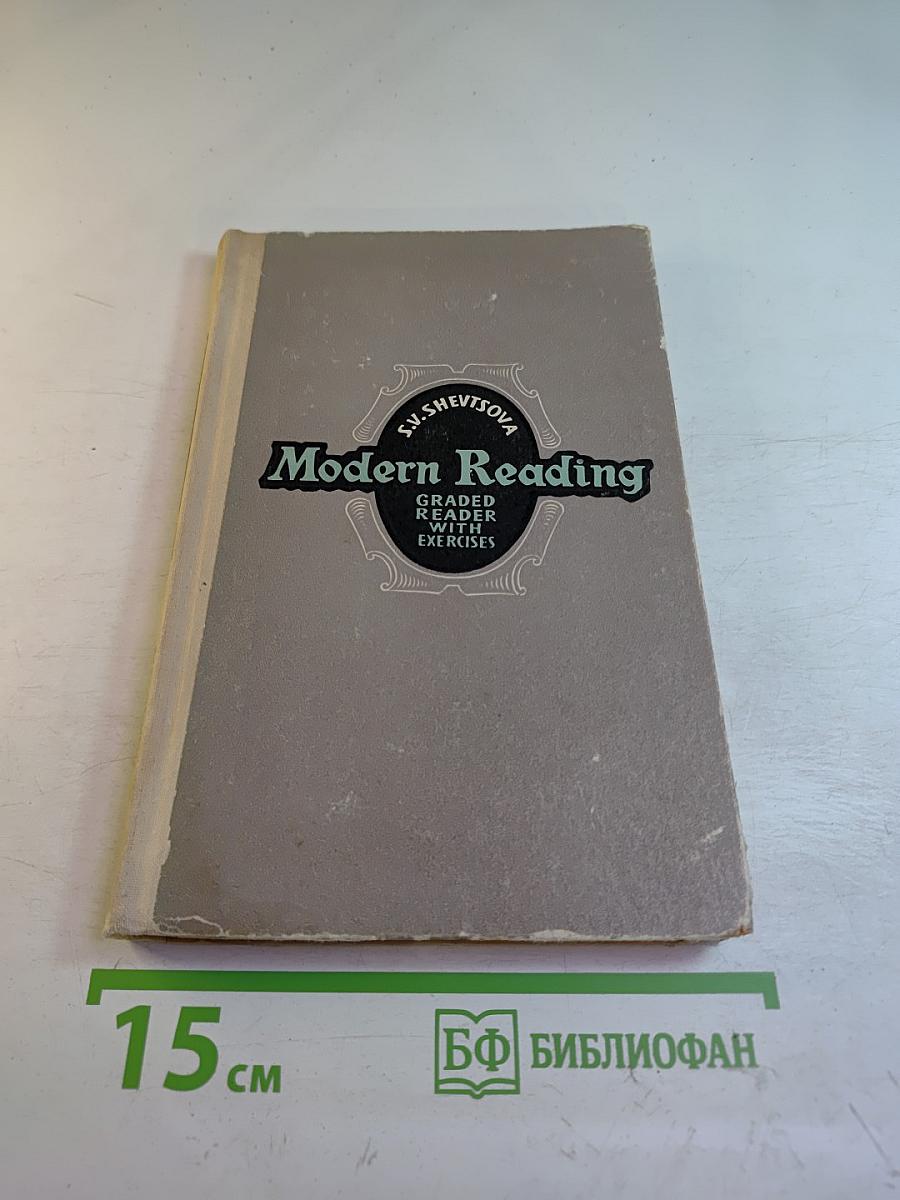 S.V. SHEVTSOVA
Modern Reading
GRADED
READER
WITH
EXERCISES
15 см
БФ БИБЛИОФАН